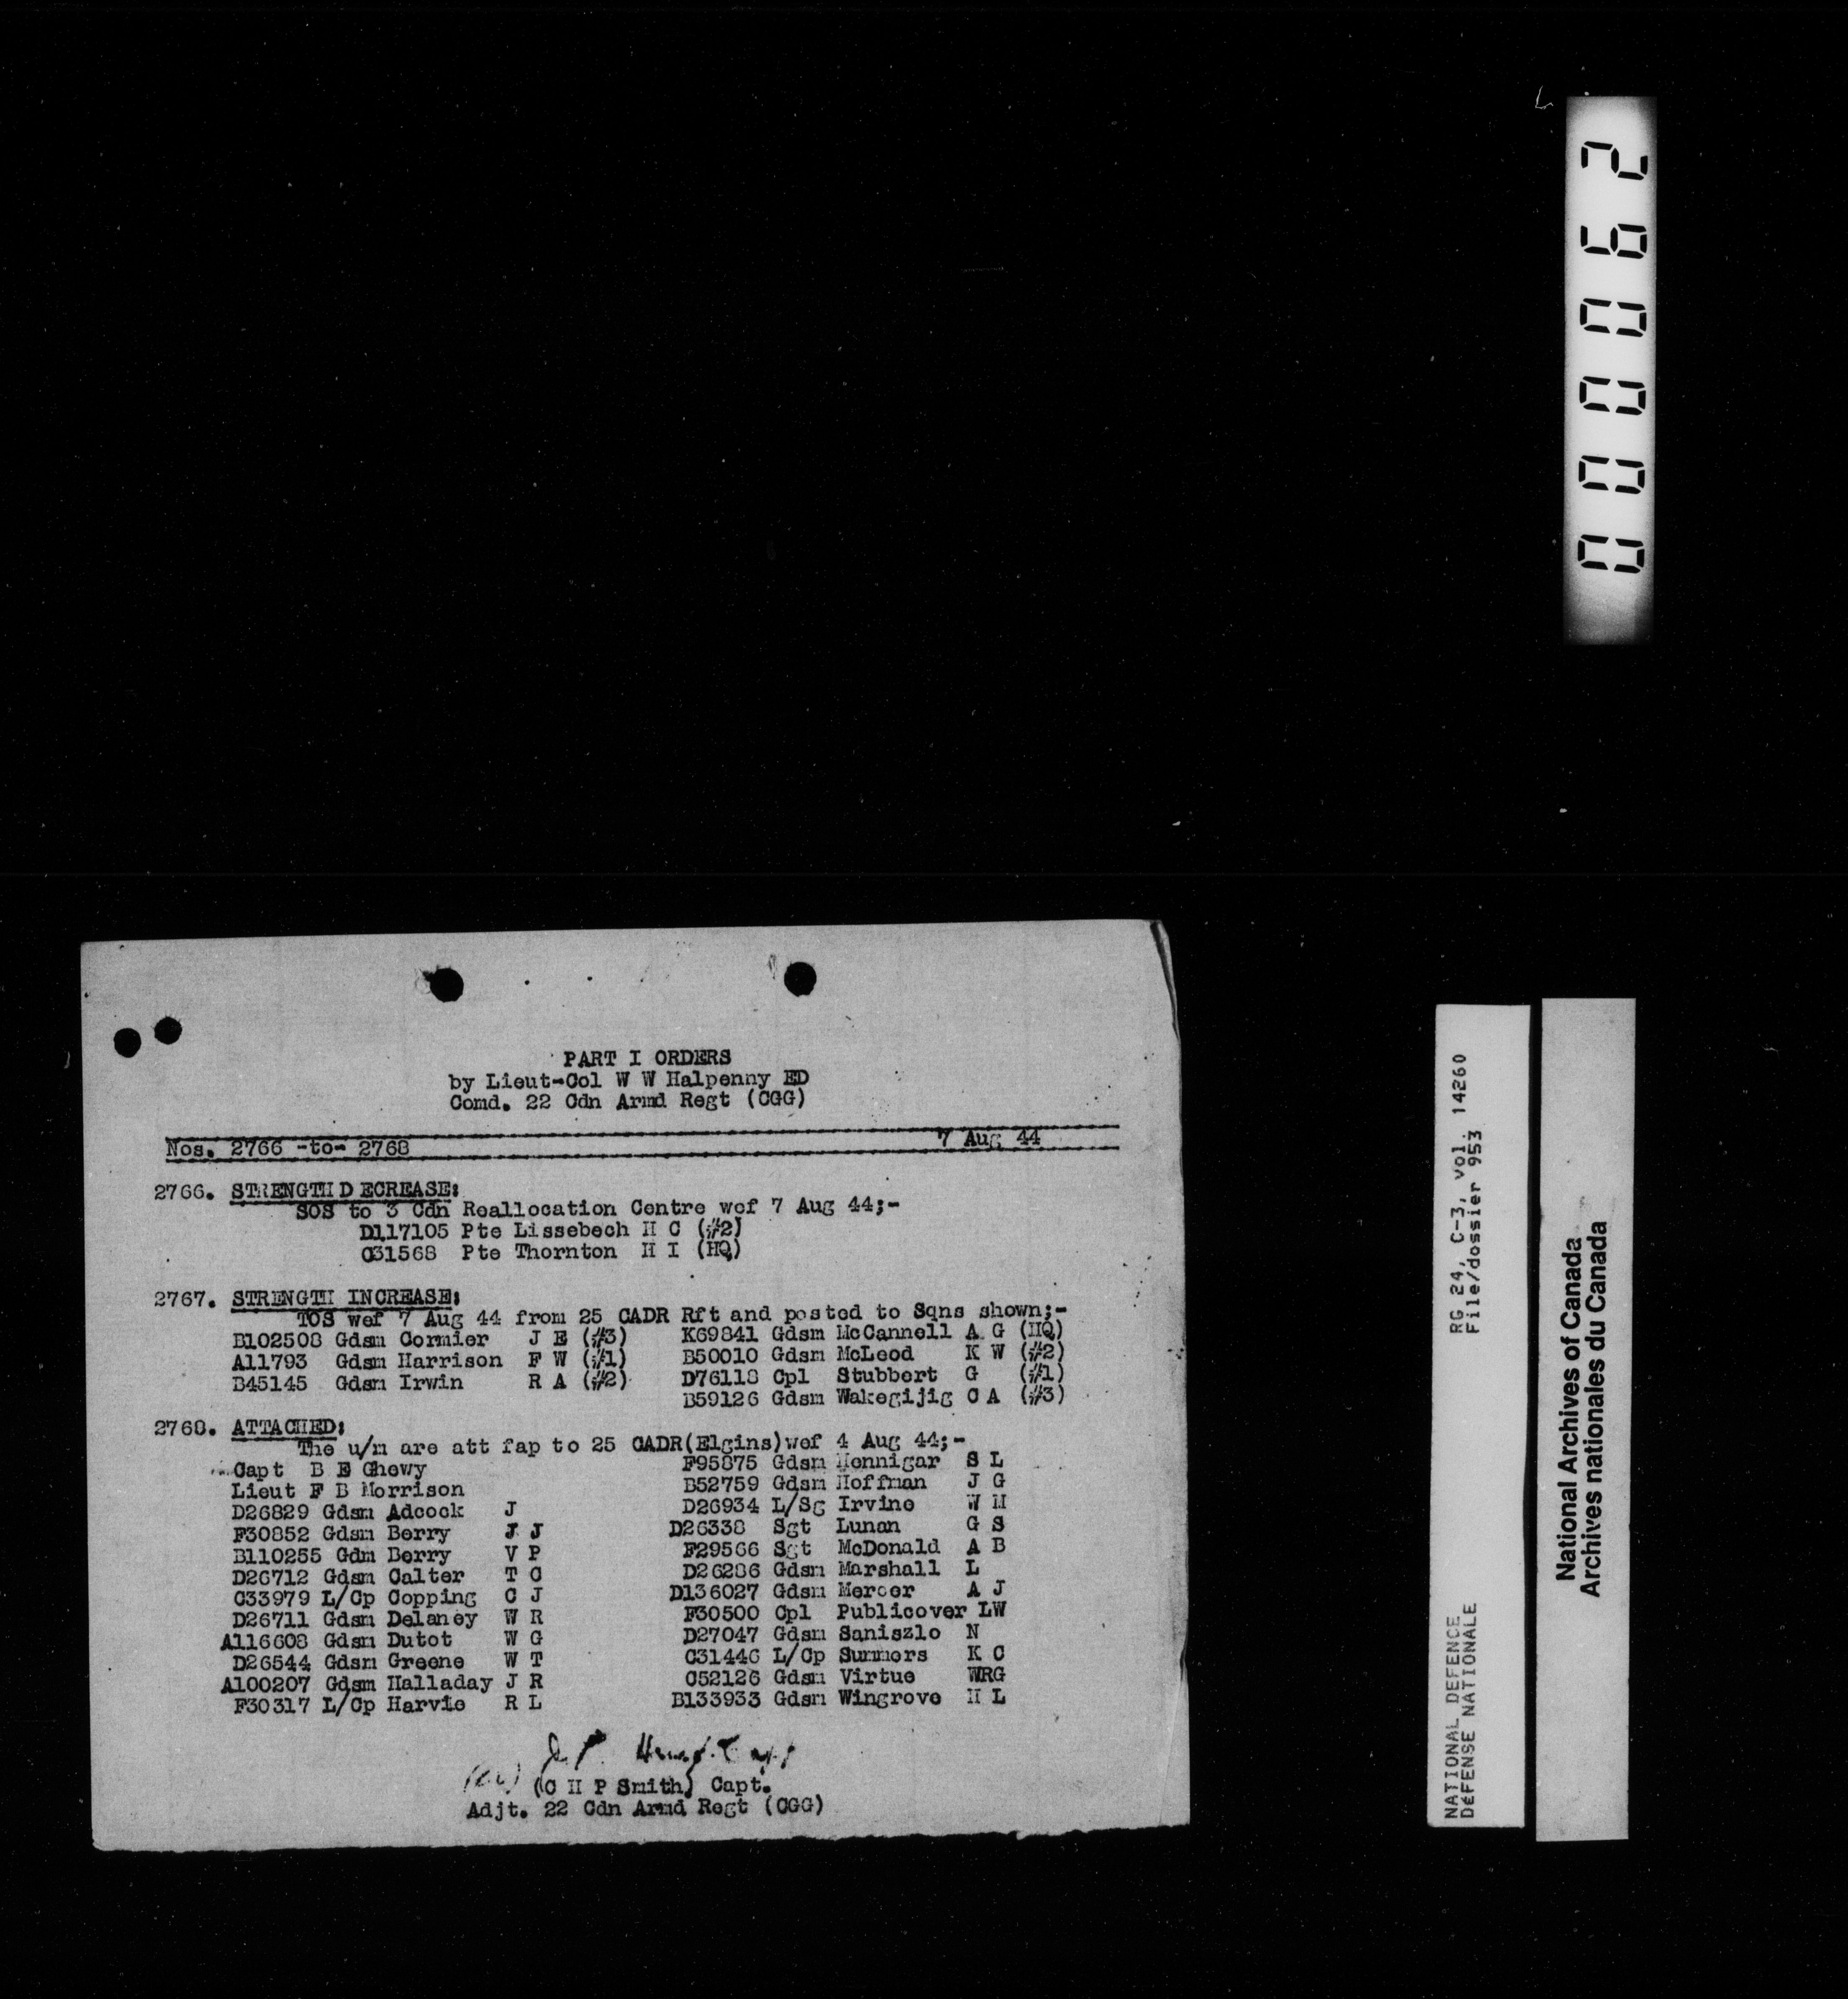 000062
PART I ORDERS
by Lieut-Col W W Halpenny ED
Comd. 22 Cdn Armd Regt (CGG)
Nos. 2766 -to- 2768 7 Aug 44
2766. STRENGTH D ECREASE:
SOS to 3 Cdn Reallocation Centre wef 7 Aug 44;-
D117105 Pte Lissebech H C (#2)
C31568 Pte Thornton H I (HQ)
2767. STRENGTH INCREASE:
TOS wef 7 Aug 44 from 25 CADR Rft and posted to Sqns shown;-
B102508 Gdsm Cormier J E (#3) K69841 Gdsm McCannell A G (HQ)
A11793 Gdsm Harrison F W (#1) B50010 Gdsm McLeod K W (#2)
B45145 Gdsm Irwin R A (#2) D76118 Cpl Stubbert G (#1)
B59126 Gdsm Wakegijig C A (#3)
2768. ATTACHED:
The u/m are att fap to 25 CADR(Elgins)wef 4 Aug 44;-
Capt B E Ghewy F95875 Gdsm Hennigar S L
Lieut F B Morrison B52759 Gdsm Hoffman J G
D26829 Gdsm Adcock J D26934 L/Sg Irvine W M
F30852 Gdsm Berry J J D26338 Sgt Lunan G S
B110255 Gdm Berry V P F29566 Sgt McDonald A B
D26712 Gdsm Calter T C D26286 Gdsm Marshall L
C33979 L/Cp Copping C J D136027 Gdsm Mercer A J
D26711 Gdsm Delaney W R F30500 Cpl Publicover LW
A116608 Gdsm Dutot W G D27047 Gdsm Saniszlo N
D26544 Gdsm Greene W T C31446 L/Cp Summers K C
A100207 Gdsm Halladay J R C52126 Gdsm Virtue WRG
F30317 L/Cp Harvie R L B133933 Gdsm Wingrove H L
(C H P Smith) Capt.
Adjt. 22 Cdn Armd Regt (CGG)
NATIONAL DEFENCE RG 24, C-3, Vol. 14260
DÉFENSE NATIONALE File/dossier 953
National Archives of Canada
Archives nationales du Canada